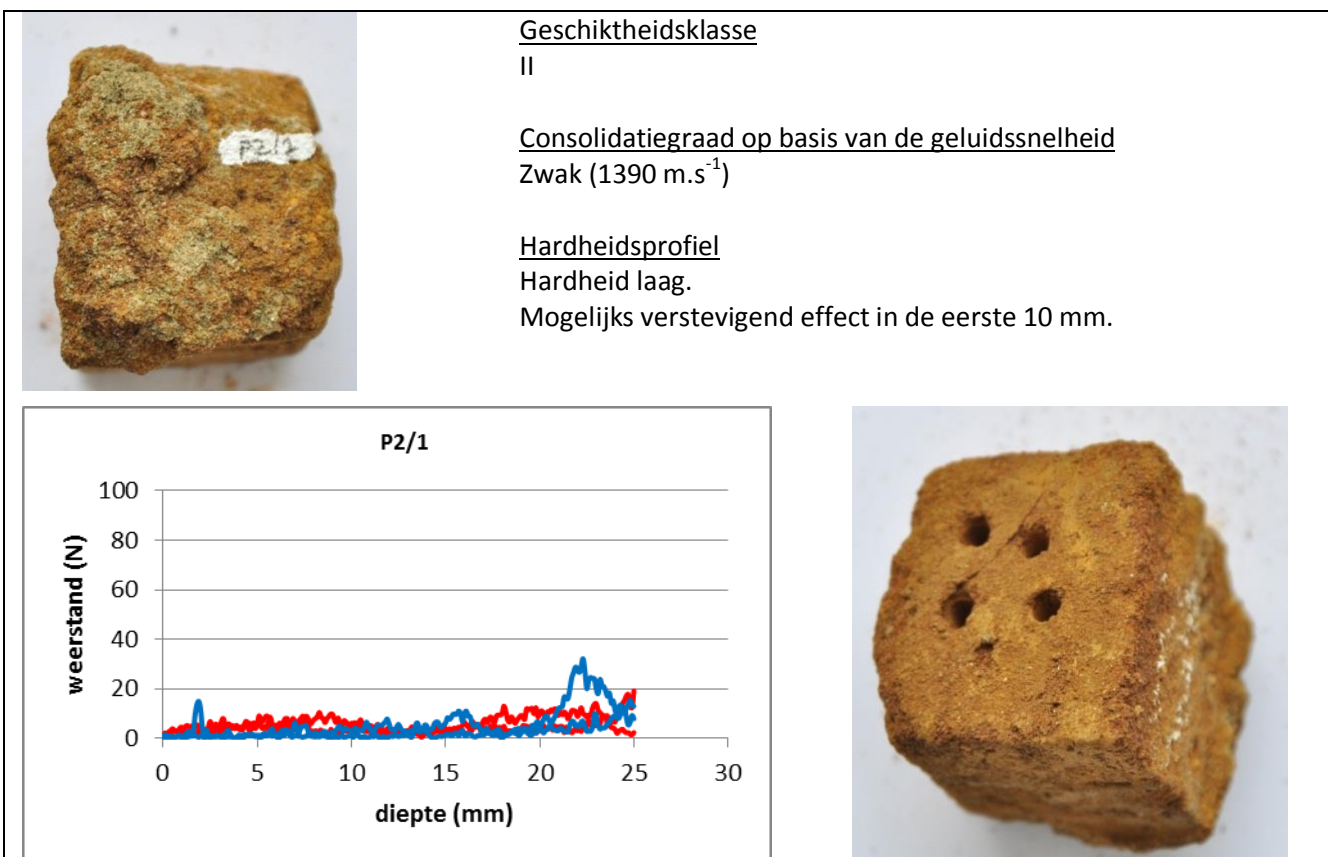 Geschiktheidsklasse
II
Consolidatiegraad op basis van de geluidssnelheid
Zwak (1390 m.s⁻¹)
Hardheidsprofiel
Hardheid laag.
Mogelijks verstevigend effect in de eerste 10 mm.
P2/1
P2/1
100
80
60
40
20
0
weerstand (N)
0 5 10 15 20 25 30
diepte (mm)